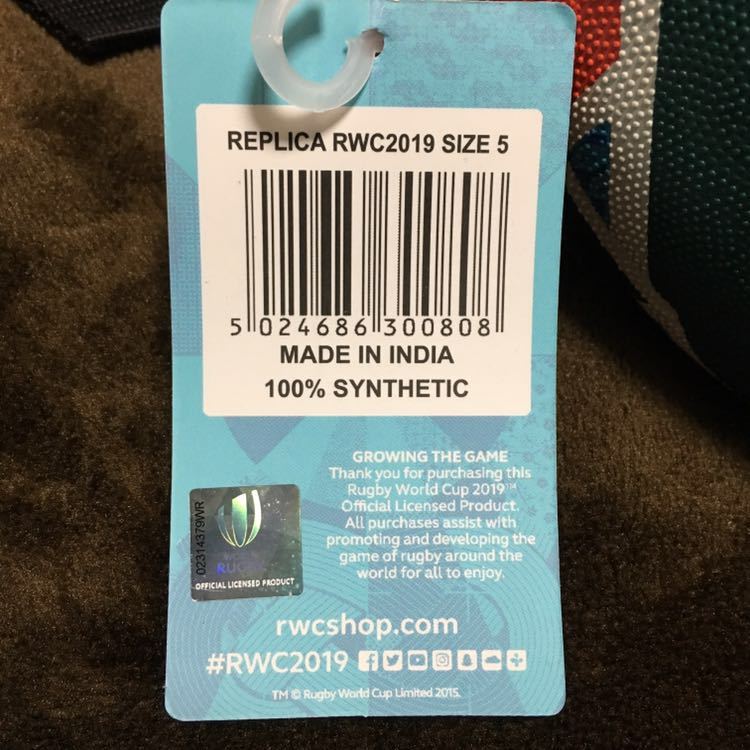 REPLICA RWC2019 SIZE 5
5 024686 300808
MADE IN INDIA
100% SYNTHETIC
GROWING THE GAME
Thank you for purchasing this
Rugby World Cup 2019™
Official Licensed Product.
All purchases assist with
promoting and developing the
game of rugby around the
world for all to enjoy.
02314379WR
WORLD
RUGBY
OFFICIAL LICENSED PRODUCT
rwcshop.com
#RWC2019
TM © Rugby World Cup Limited 2015.